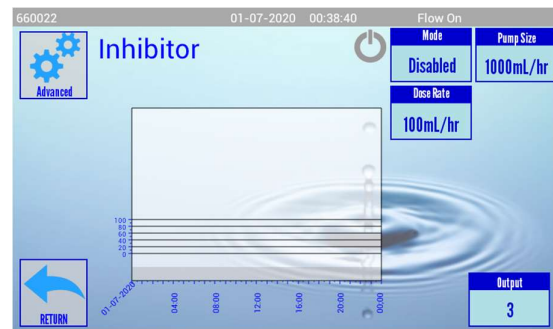 660022
01-07-2020 00:38:40
Flow On
Advanced
Inhibitor
Mode
Disabled
Pump Size
1000mL/hr
Dose Rate
100mL/hr
100
80
60
40
20
0
01-07-2020
04:00
08:00
12:00
16:00
20:00
00:00
RETURN
Output
3